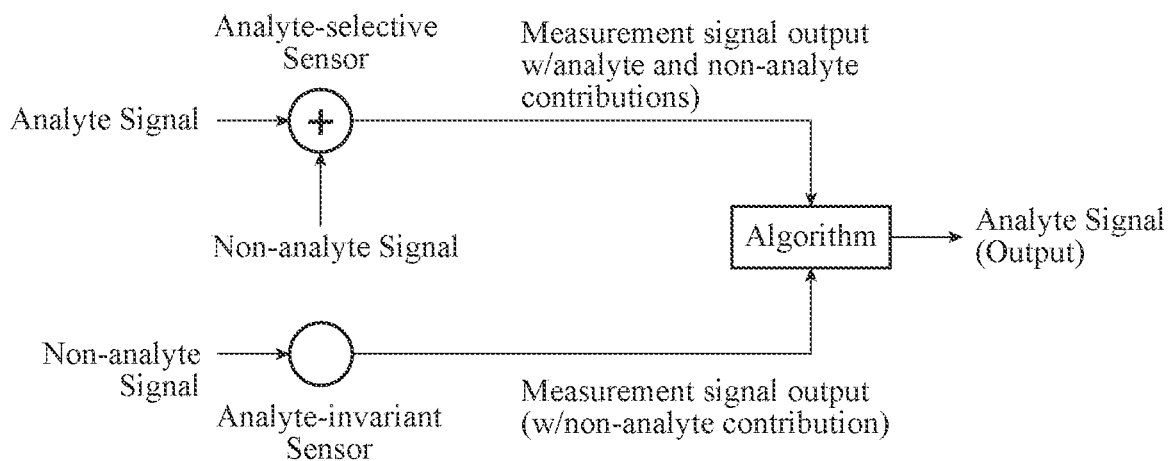 Analyte-selective
Sensor
Measurement signal output
w/analyte and non-analyte
contributions)
Analyte Signal
+
Non-analyte Signal
Algorithm
Analyte Signal
(Output)
Non-analyte
Signal
Analyte-invariant
Sensor
Measurement signal output
(w/non-analyte contribution)